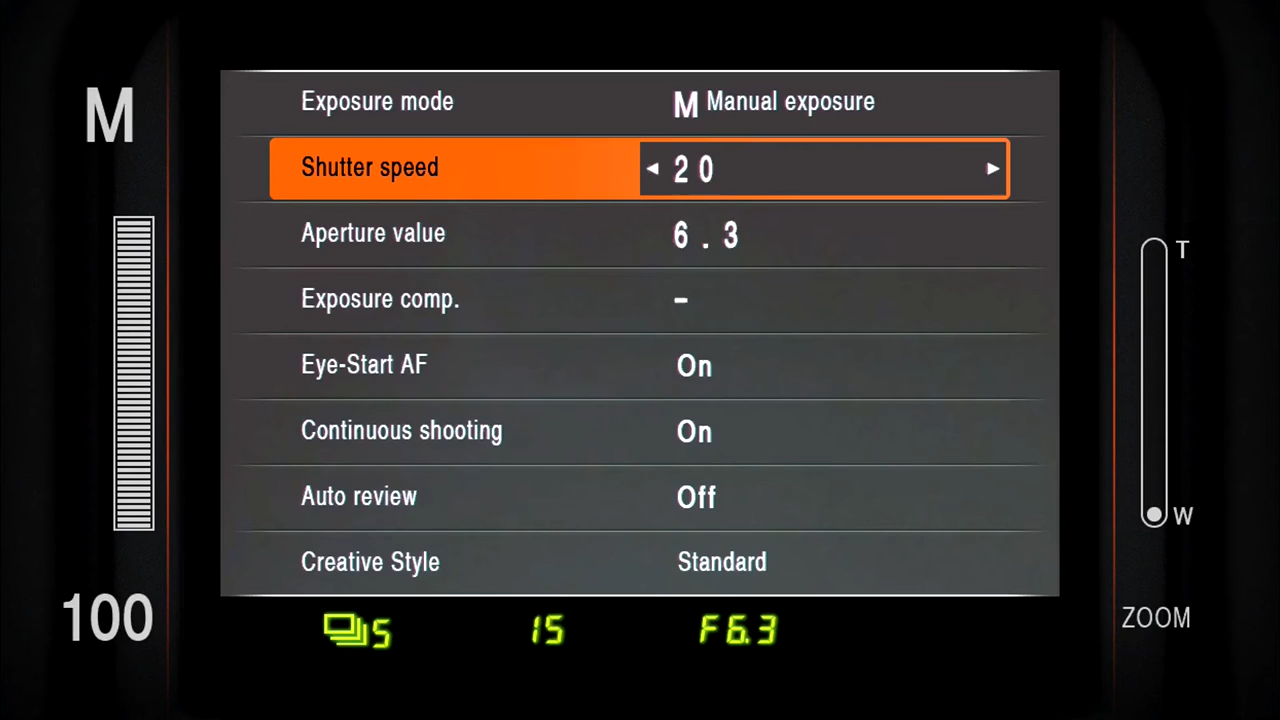 M
Exposure mode M Manual exposure
Shutter speed 20
Aperture value 6.3
Exposure comp. –
Eye-Start AF On
Continuous shooting On
Auto review Off
Creative Style Standard
T
W
100
ZOOM
5 15 F6.3